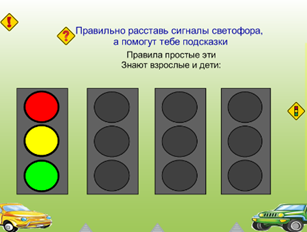 Правильно расставь сигналы светофора,
а помогут тебе подсказки
Правила простые эти
Знают взрослые и дети: